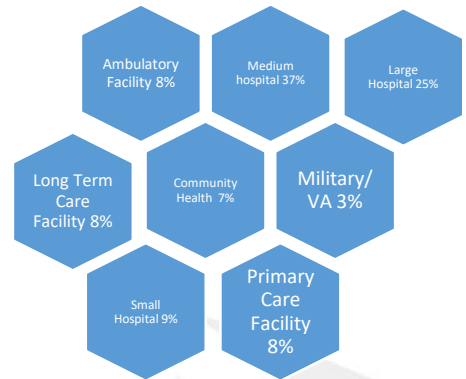 Ambulatory
Facility 8%
Medium
hospital 37%
Large
Hospital 25%
Long Term
Care
Facility 8%
Community
Health 7%
Military/
VA 3%
Small
Hospital 9%
Primary
Care
Facility
8%